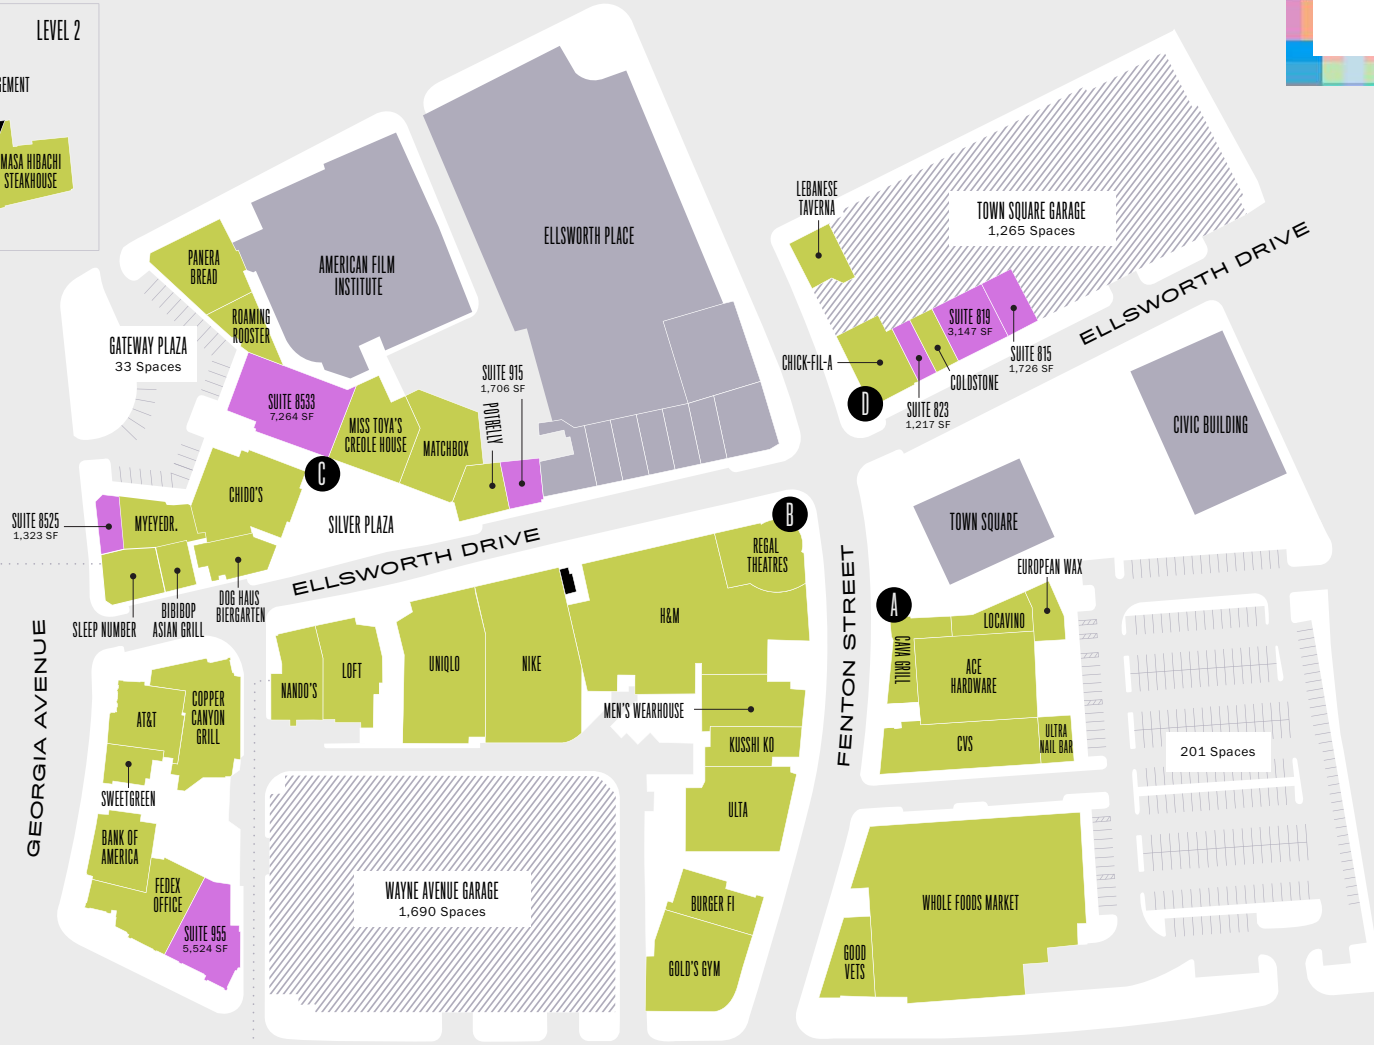 LEVEL 2
GEMENT
MASA HIBACHI
STEAKHOUSE
PANERA
BREAD
ROAMING
ROOSTER
AMERICAN FILM
INSTITUTE
ELLSWORTH PLACE
LEBANESE
TAVERNA
TOWN SQUARE GARAGE
1,265 Spaces
ELLSWORTH DRIVE
GATEWAY PLAZA
33 Spaces
SUITE 8533
7,264 SF
MISS TOYA'S
CREOLE HOUSE
MATCHBOX
POTBELLY
SUITE 915
1,706 SF
CHICK-FIL-A
SUITE 819
3,147 SF
SUITE 815
1,726 SF
COLDSTONE
SUITE 823
1,217 SF
D
CIVIC BUILDING
C
CHIDO'S
SILVER PLAZA
SUITE 8525
1,323 SF
MYEYEDR.
SLEEP NUMBER
BIBIBOP
ASIAN GRILL
DOG HAUS
BIERGARTEN
ELLSWORTH DRIVE
B
REGAL
THEATRES
TOWN SQUARE
EUROPEAN WAX
A
LOCAVINO
CAVA GRILL
ACE
HARDWARE
CVS
ULTRA
NAIL BAR
FENTON STREET
GEORGIA AVENUE
NANDO'S
LOFT
UNIQLO
NIKE
H&M
MEN'S WEARHOUSE
KUSSHI KO
ULTA
AT&T
COPPER
CANYON
GRILL
SWEETGREEN
BANK OF
AMERICA
FEDEX
OFFICE
SUITE 955
5,524 SF
WAYNE AVENUE GARAGE
1,690 Spaces
BURGER FI
GOLD'S GYM
201 Spaces
WHOLE FOODS MARKET
GOOD
VETS